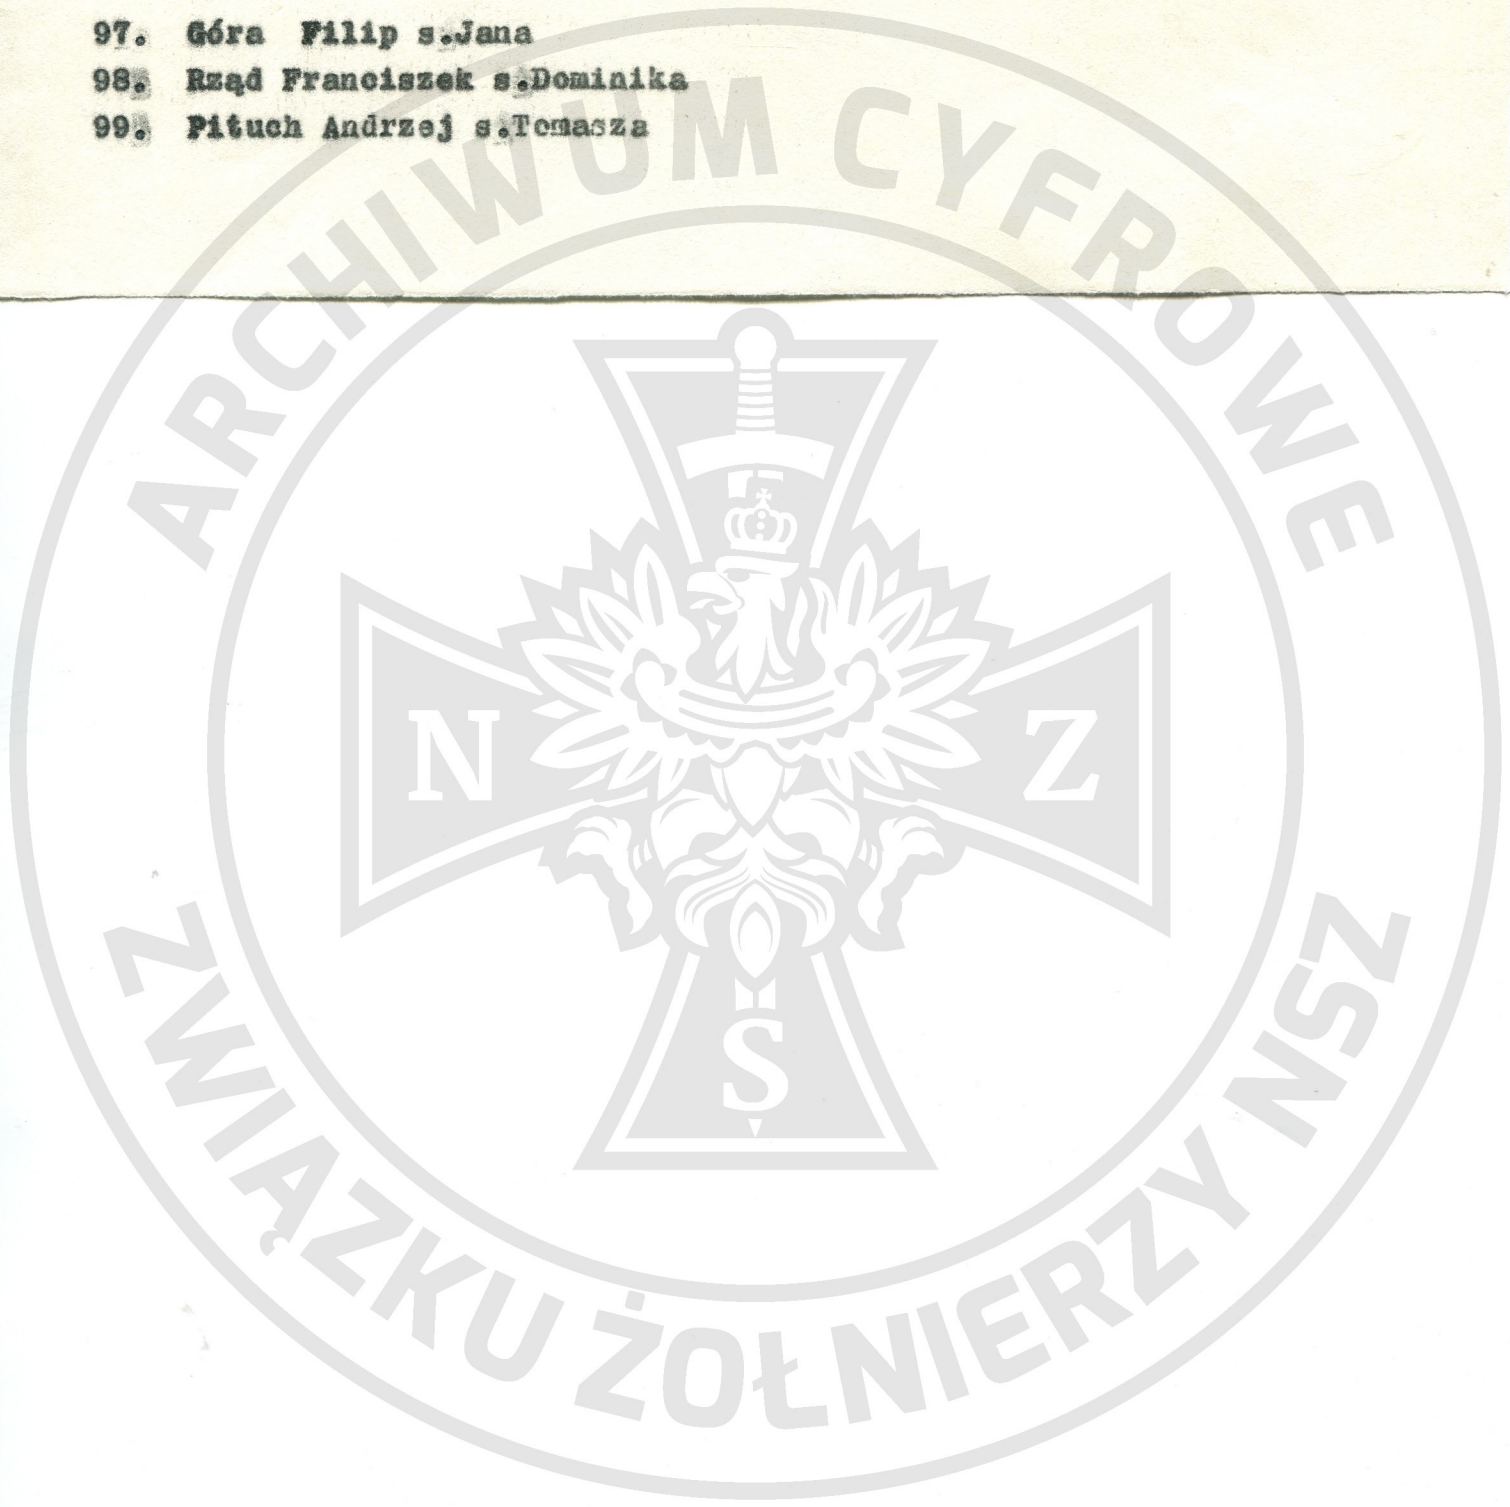 97. Góra Filip s.Jana
98. Rząd Franciszek s.Dominika
99. Pituch Andrzej s.Tomasza
ARCHIWUM CYFROWE
N Z
S
ZWIĄZKU ŻOŁNIERZY NSZ